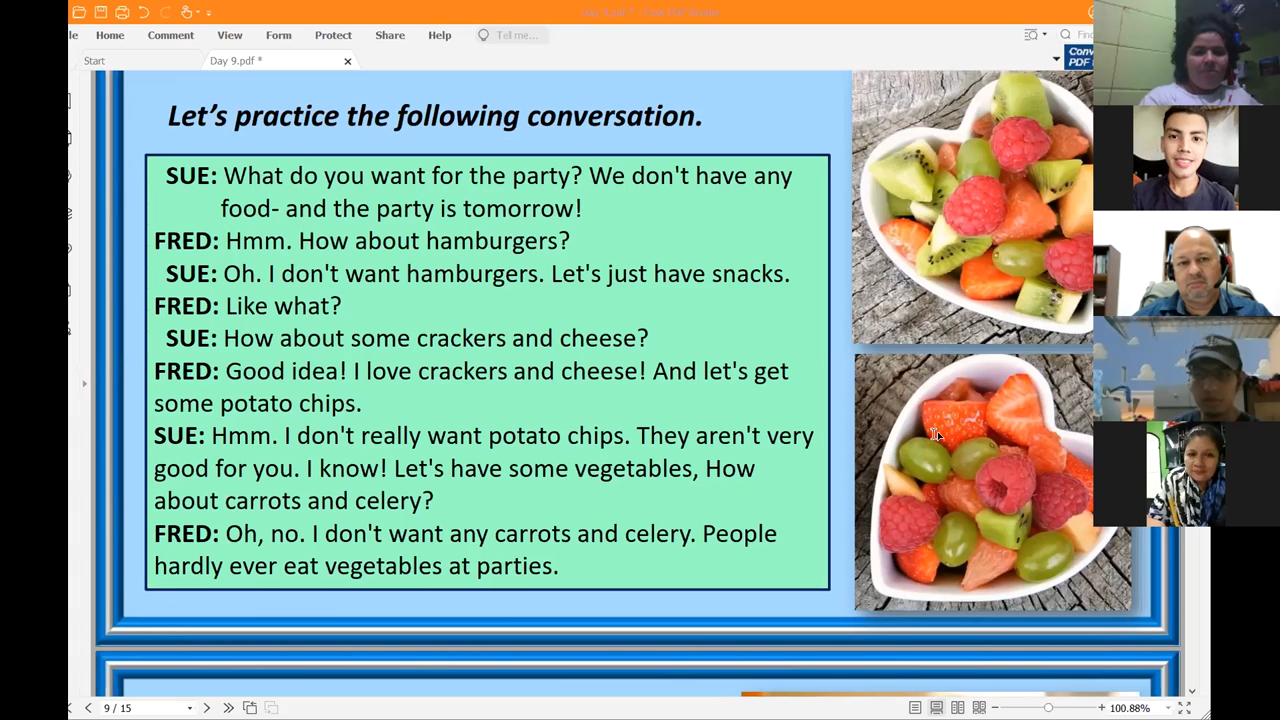 Home Comment View Form Protect Share Help Tell me...
Start
Day 9.pdf *
Conv
PDF
Let's practice the following conversation.
SUE: What do you want for the party? We don't have any
food- and the party is tomorrow!
FRED: Hmm. How about hamburgers?
SUE: Oh. I don't want hamburgers. Let's just have snacks.
FRED: Like what?
SUE: How about some crackers and cheese?
FRED: Good idea! I love crackers and cheese! And let's get
some potato chips.
SUE: Hmm. I don't really want potato chips. They aren't very
good for you. I know! Let's have some vegetables, How
about carrots and celery?
FRED: Oh, no. I don't want any carrots and celery. People
hardly ever eat vegetables at parties.
9 / 15
100.88%